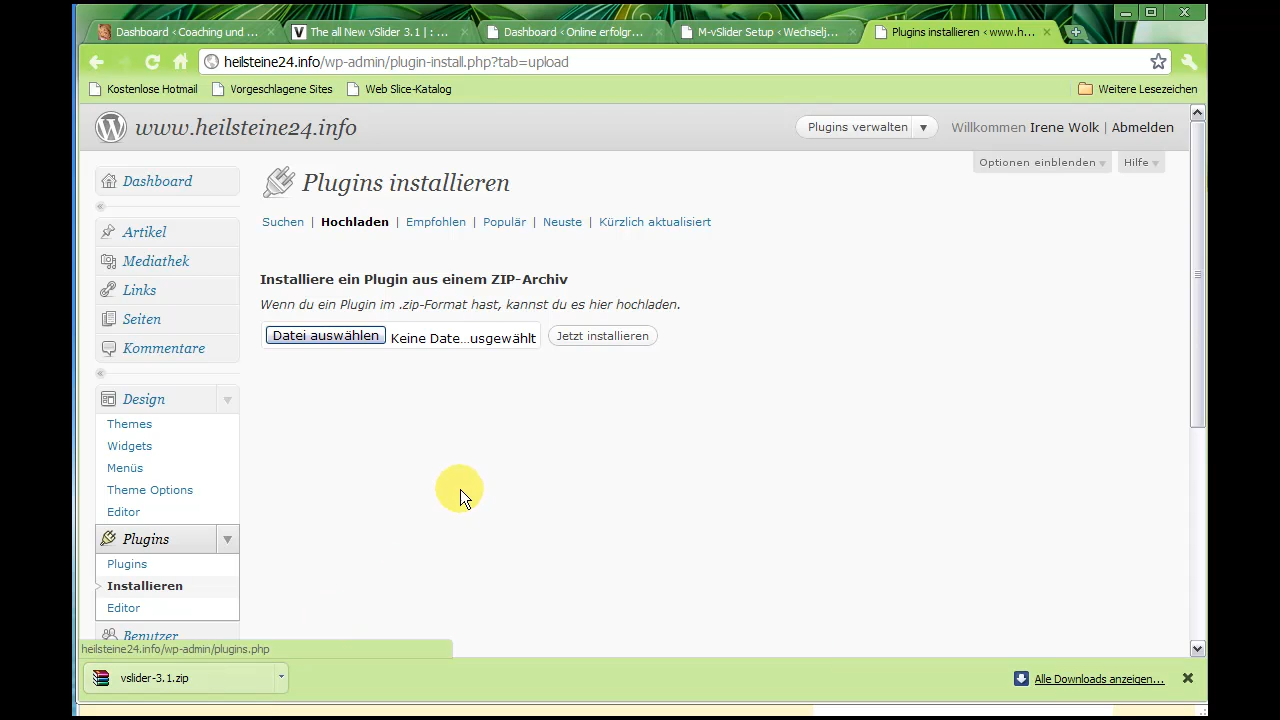 Dashboard ‹ Coaching und ...
The all New vSlider 3.1 | : ...
Dashboard ‹ Online erfolgr...
M-vSlider Setup ‹ Wechselj...
Plugins installieren ‹ www.h...
heilsteine24.info/wp-admin/plugin-install.php?tab=upload
Kostenlose Hotmail
Vorgeschlagene Sites
Web Slice-Katalog
Weitere Lesezeichen
www.heilsteine24.info
Plugins verwalten
Willkommen Irene Wolk | Abmelden
Optionen einblenden
Hilfe
Dashboard
Artikel
Mediathek
Links
Seiten
Kommentare
Design
Themes
Widgets
Menüs
Theme Options
Editor
Plugins
Plugins
Installieren
Editor
Benutzer
Plugins installieren
Suchen | Hochladen | Empfohlen | Populär | Neuste | Kürzlich aktualisiert
Installiere ein Plugin aus einem ZIP-Archiv
Wenn du ein Plugin im .zip-Format hast, kannst du es hier hochladen.
Datei auswählen Keine Date...usgewählt Jetzt installieren
heilsteine24.info/wp-admin/plugins.php
vslider-3.1.zip
Alle Downloads anzeigen...